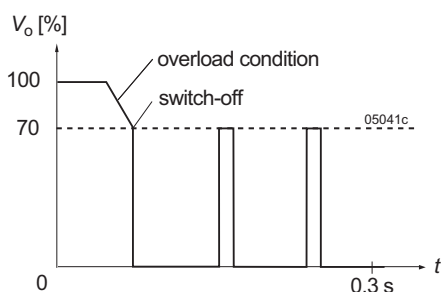 Vo [%]
overload condition
100
switch-off
70
05041c
t
0
0.3 s